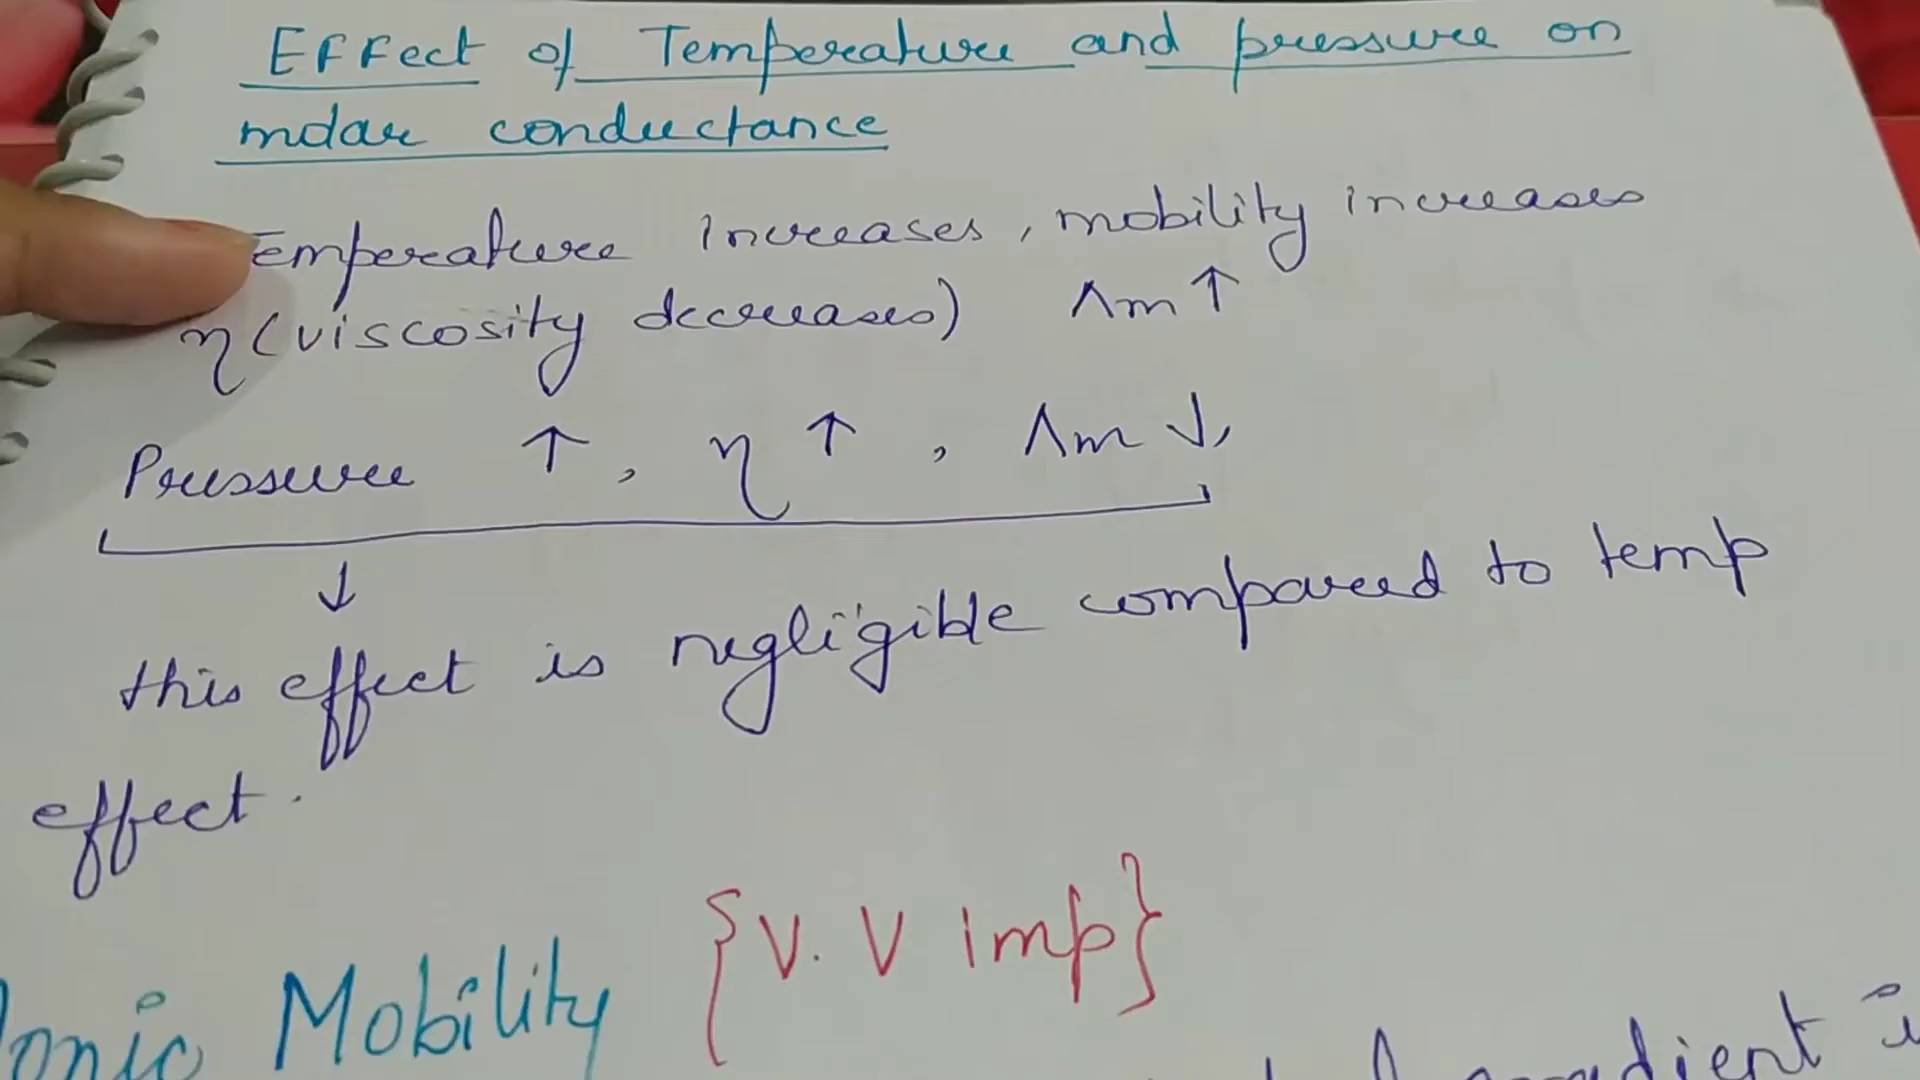 Effect of Temperature and pressure on
molar conductance
Temperature increases, mobility increases
η (viscosity decreases) Λm ↑
Pressure ↑, η ↑, Λm ↓,
↓
this effect is negligible compared to temp
effect.
Ionic Mobility {V. V imp}